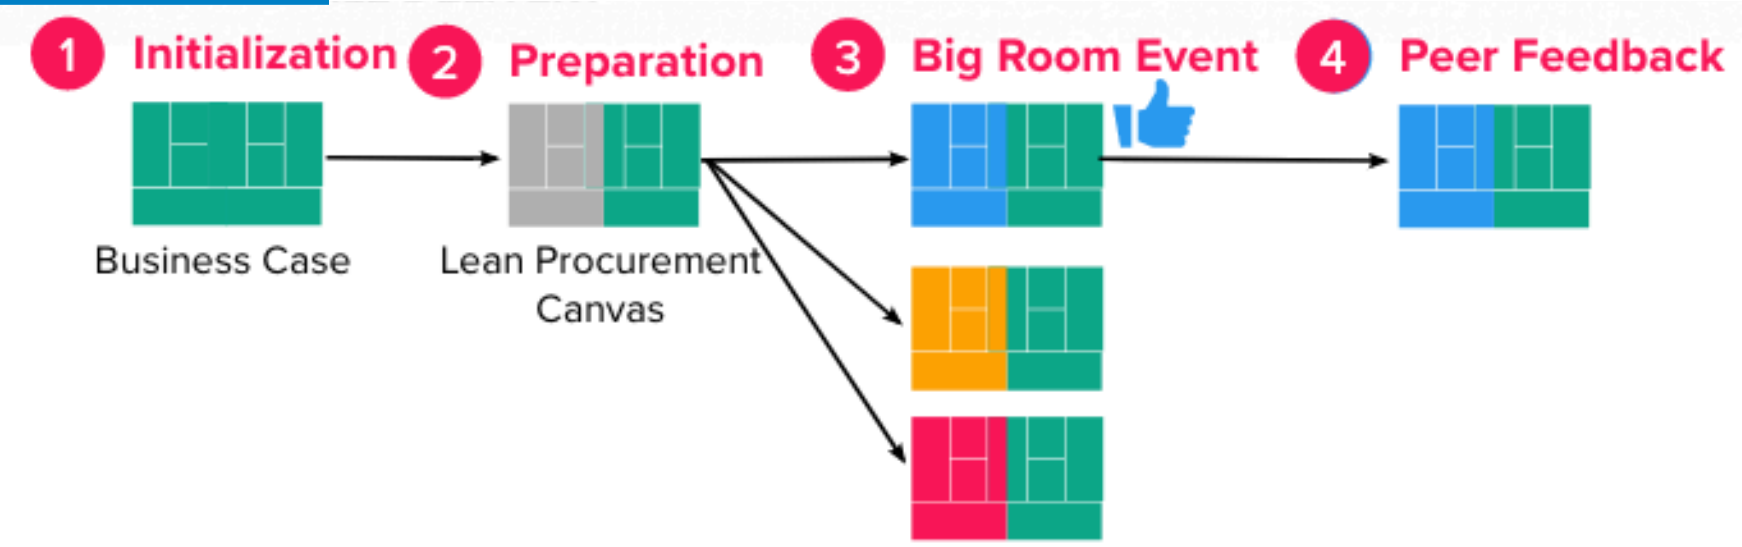 1 Initialization
2 Preparation
3 Big Room Event
4 Peer Feedback
Business Case
Lean Procurement
Canvas